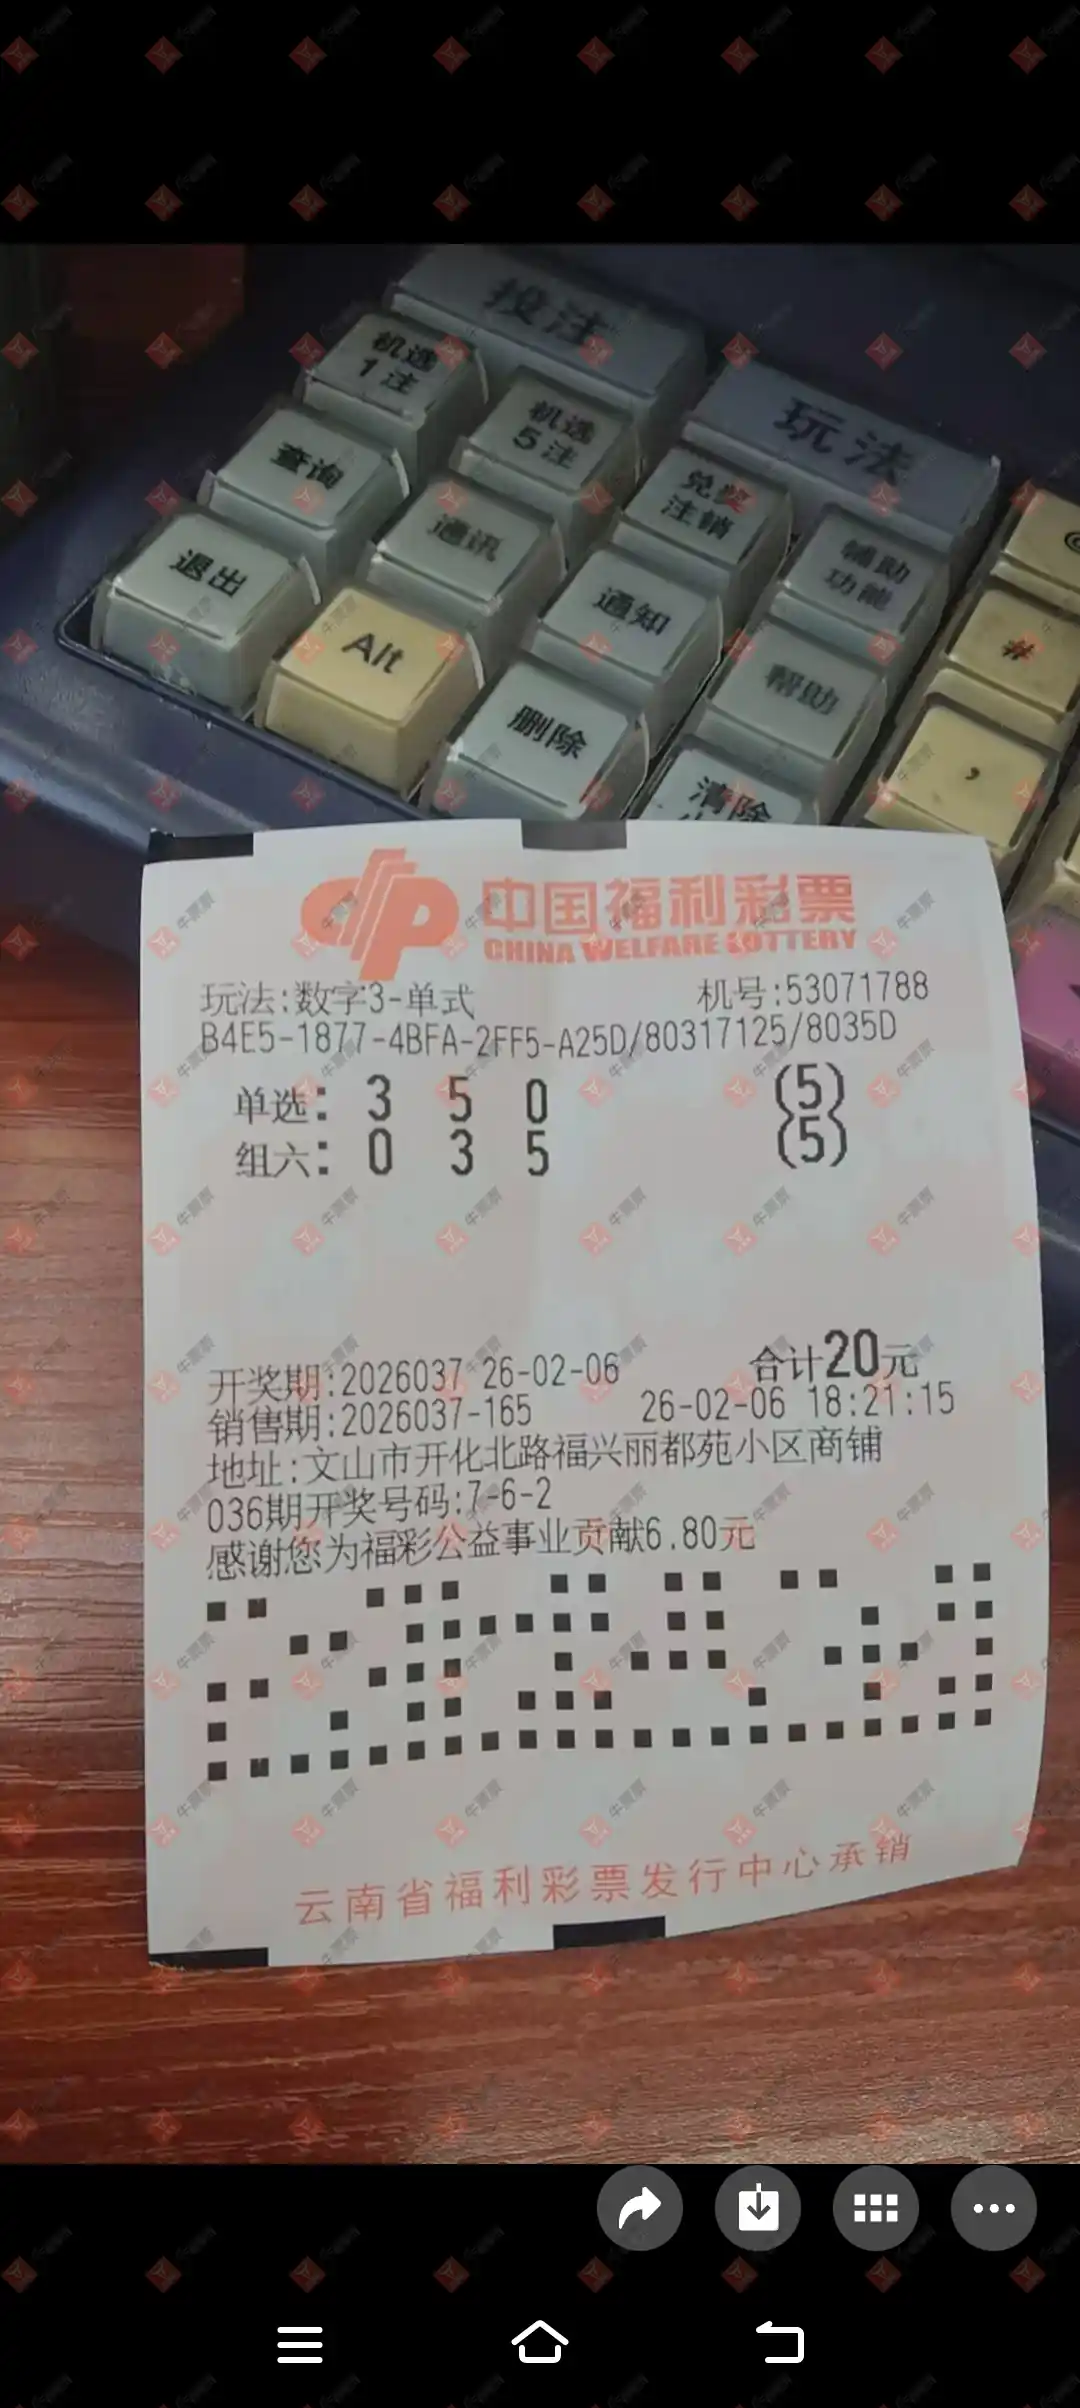 投注
机选
1注
机选
5注
玩法
查询
通讯
兑奖
注销
辅助
功能
退出
Alt
通知
帮助
#
删除
清除
,
中国福利彩票
CHINA WELFARE LOTTERY
玩法:数字3-单式 机号:53071788
B4E5-1877-4BFA-2FF5-A25D/80317125/8035D
单选: 3 5 0 (5)
组六: 0 3 5 (5)
合计20元
开奖期:2026037 26-02-06
销售期:2026037-165 26-02-06 18:21:15
地址:文山市开化北路福兴丽都苑小区商铺
036期开奖号码:7-6-2
感谢您为福彩公益事业贡献6.80元
云南省福利彩票发行中心承销
牛票票